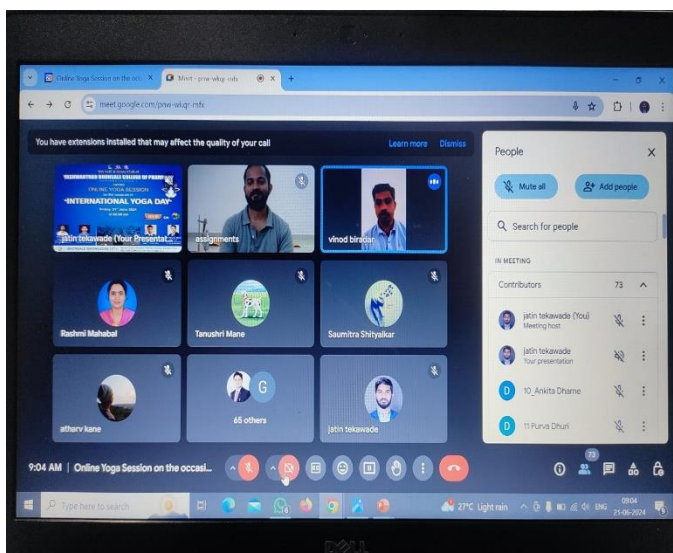 Online Yoga Session on the occ
Meet - pnw-wkqr-mfx
meet.google.com/pnw-wkqr-mfx
You have extensions installed that may affect the quality of your call
Learn more
Dismiss
ONLINE YOGA SESSION
"INTERNATIONAL YOGA DAY"
jatin tekawade (Your Presentat...
assignments
vinod biradar
Rashmi Mahabal
Tanushri Mane
Saumitra Shityalkar
atharv kane
G
65 others
jatin tekawade
People
Mute all
Add people
Search for people
IN MEETING
Contributors
73
jatin tekawade (You)
Meeting host
jatin tekawade
Your presentation
D
10_Ankita Dhame
D
11 Purva Dhuri
9:04 AM | Online Yoga Session on the occasi...
73
Type here to search
27°C Light rain
ENG
09:04
21-06-2024
DELL